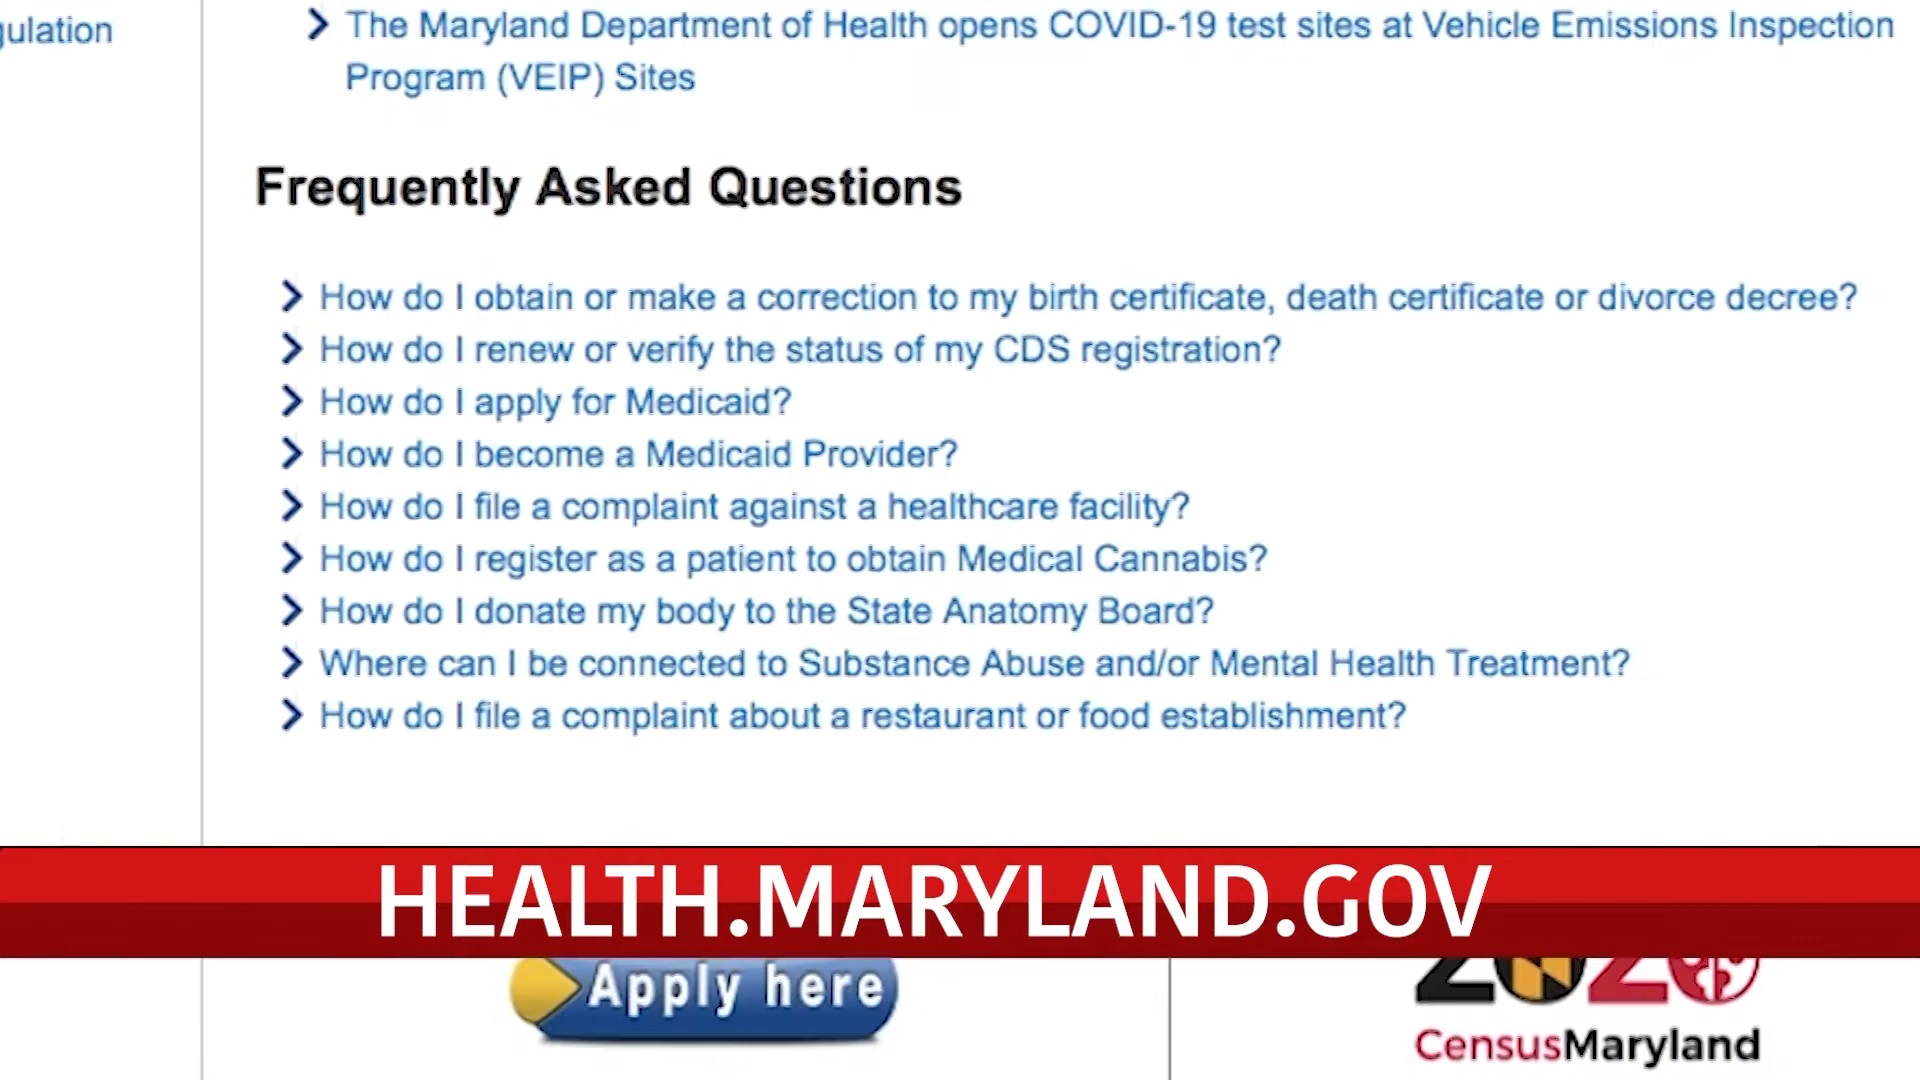 The Maryland Department of Health opens COVID-19 test sites at Vehicle Emissions Inspection
Program (VEIP) Sites
Frequently Asked Questions
How do I obtain or make a correction to my birth certificate, death certificate or divorce decree?
How do I renew or verify the status of my CDS registration?
How do I apply for Medicaid?
How do I become a Medicaid Provider?
How do I file a complaint against a healthcare facility?
How do I register as a patient to obtain Medical Cannabis?
How do I donate my body to the State Anatomy Board?
Where can I be connected to Substance Abuse and/or Mental Health Treatment?
How do I file a complaint about a restaurant or food establishment?
HEALTH.MARYLAND.GOV
Apply here
2020
CensusMaryland